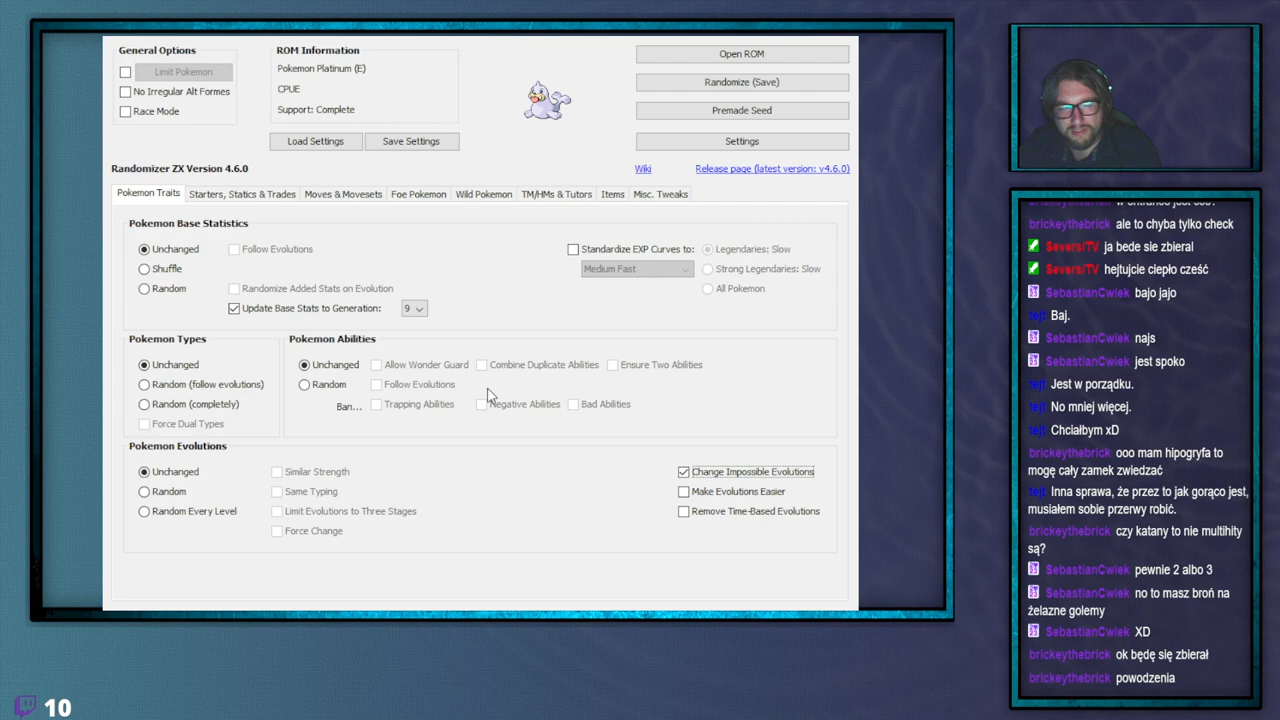 General Options
Limit Pokemon
No Irregular Alt Formes
Race Mode
ROM Information
Pokemon Platinum (E)
CPUE
Support: Complete
Load Settings
Save Settings
Open ROM
Randomize (Save)
Premade Seed
Settings
Randomizer ZX Version 4.6.0
Wiki
Release page (latest version: v4.6.0)
Pokemon Traits
Starters, Statics & Trades
Moves & Movesets
Foe Pokemon
Wild Pokemon
TM/HMs & Tutors
Items
Misc. Tweaks
Pokemon Base Statistics
Unchanged
Follow Evolutions
Shuffle
Random
Randomize Added Stats on Evolution
Update Base Stats to Generation: 9
Standardize EXP Curves to:
Medium Fast
Legendaries: Slow
Strong Legendaries: Slow
All Pokemon
Pokemon Types
Unchanged
Random (follow evolutions)
Random (completely)
Force Dual Types
Pokemon Abilities
Unchanged
Allow Wonder Guard
Combine Duplicate Abilities
Ensure Two Abilities
Random
Follow Evolutions
Ban...
Trapping Abilities
Negative Abilities
Bad Abilities
Pokemon Evolutions
Unchanged
Similar Strength
Random
Same Typing
Random Every Level
Limit Evolutions to Three Stages
Force Change
Change Impossible Evolutions
Make Evolutions Easier
Remove Time-Based Evolutions
brickeythebrick ale to chyba tylko check
SeversiTV ja bede sie zbieral
SeversiTV hejtujcie ciepło cześć
SebastianCwiek bajo jajo
tejt Baj.
SebastianCwiek najs
SebastianCwiek jest spoko
tejt Jest w porządku.
tejt No mniej więcej.
tejt Chciałbym xD
brickeythebrick ooo mam hipogryfa to
mogę cały zamek zwiedzać
tejt Inna sprawa, że przez to jak gorąco jest,
musiałem sobie przerwy robić.
brickeythebrick czy katany to nie multihity
są?
SebastianCwiek pewnie 2 albo 3
SebastianCwiek no to masz broń na
żelazne golemy
SebastianCwiek XD
brickeythebrick ok będę się zbierał
brickeythebrick powodzenia
10